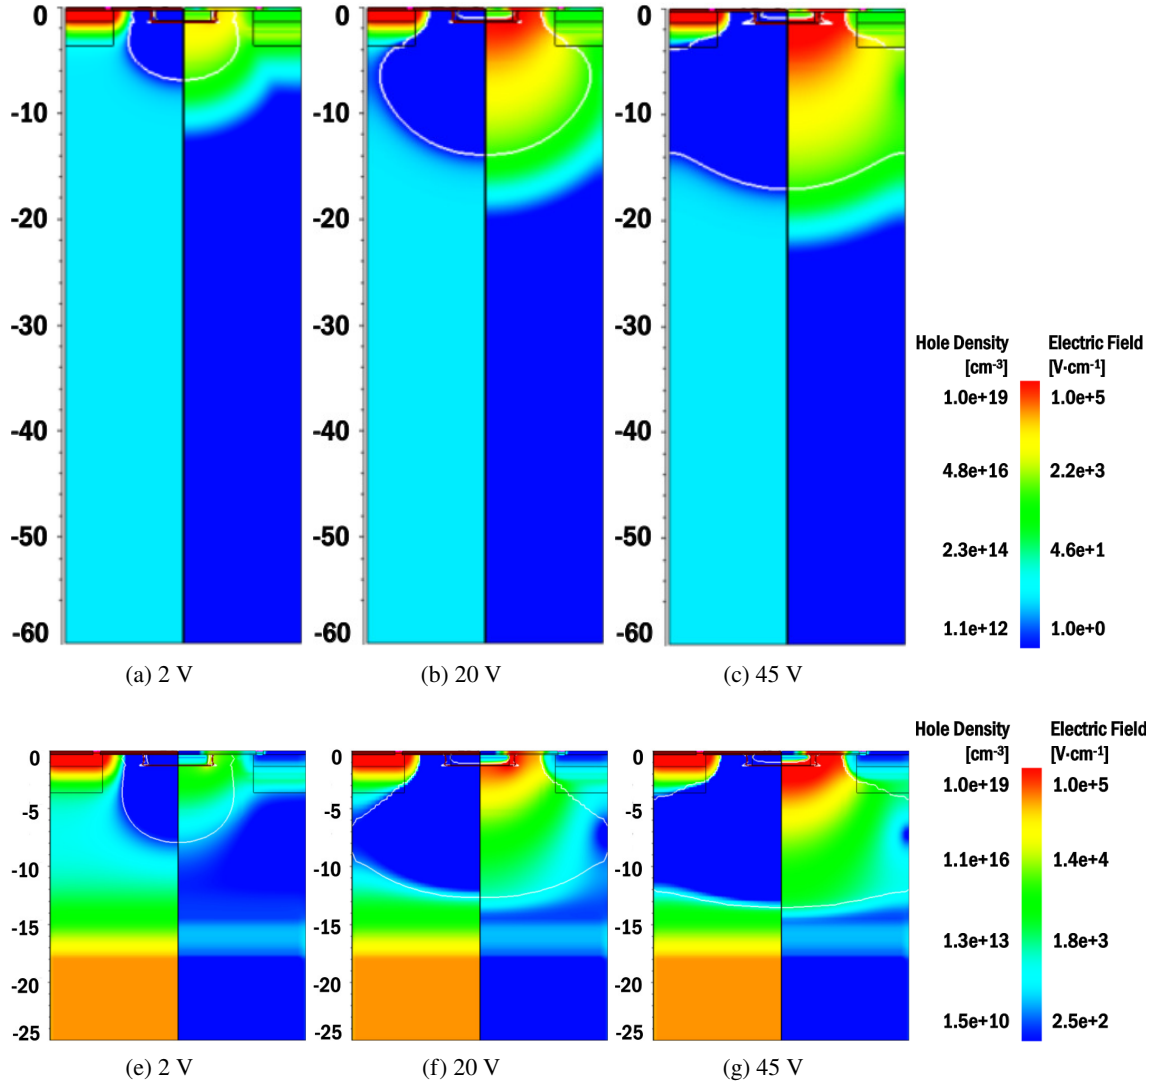 0
-10
-20
-30
-40
-50
-60
0
-10
-20
-30
-40
-50
-60
0
-10
-20
-30
-40
-50
-60
Hole Density Electric Field
[cm-3] [V·cm-1]
1.0e+19 1.0e+5
4.8e+16 2.2e+3
2.3e+14 4.6e+1
1.1e+12 1.0e+0
(a) 2 V (b) 20 V (c) 45 V
0
-5
-10
-15
-20
-25
0
-5
-10
-15
-20
-25
0
-5
-10
-15
-20
-25
Hole Density Electric Field
[cm-3] [V·cm-1]
1.0e+19 1.0e+5
1.1e+16 1.4e+4
1.3e+13 1.8e+3
1.5e+10 2.5e+2
(e) 2 V (f) 20 V (g) 45 V